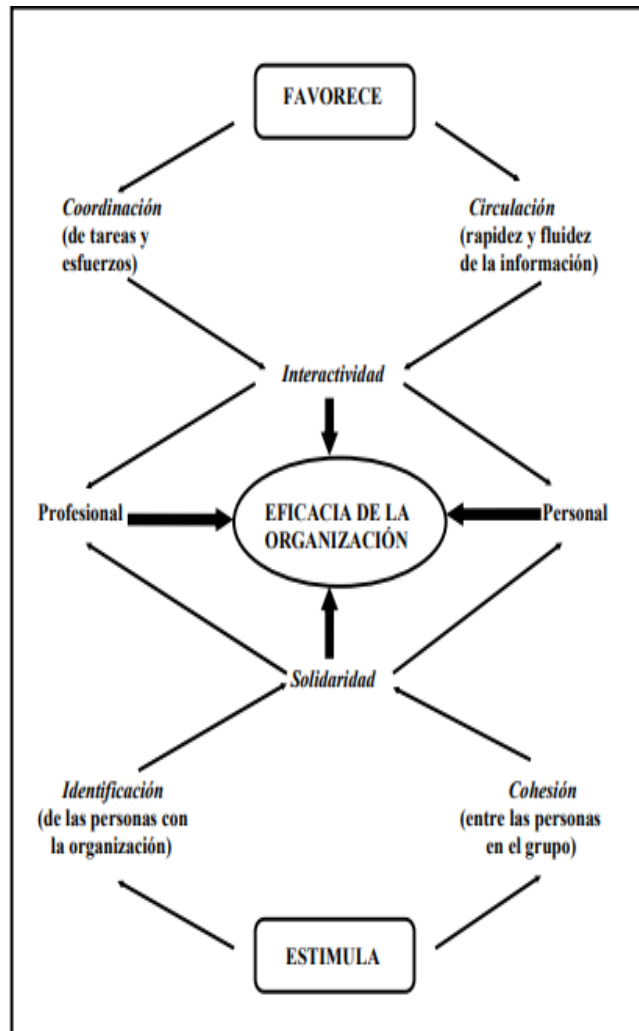 FAVORECE
Coordinación
(de tareas y
esfuerzos)
Circulación
(rapidez y fluidez
de la información)
Interactividad
Profesional
EFICACIA DE LA
ORGANIZACIÓN
Personal
Solidaridad
Identificación
(de las personas con
la organización)
Cohesión
(entre las personas
en el grupo)
ESTIMULA